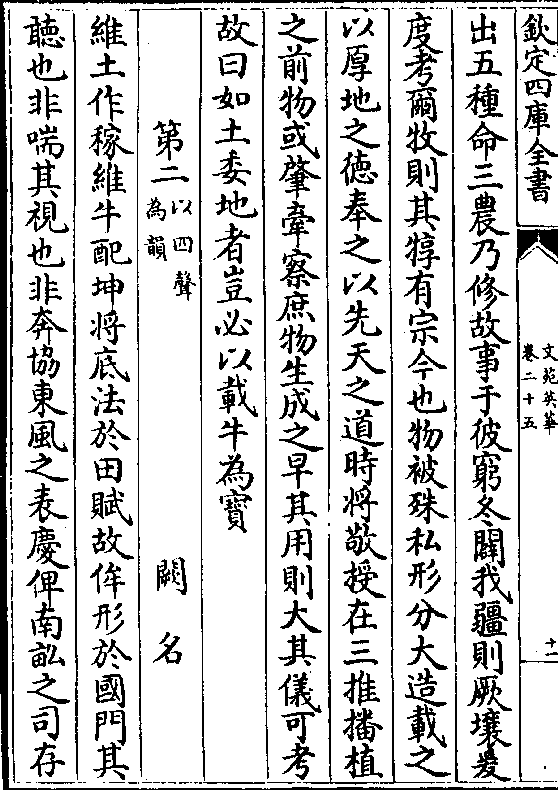 欽定四庫全書
文苑英華
卷二十五
十一
出五種命三農乃修故事于彼窮冬闢我疆則厥壤爰
度考爾牧則其犉有宗今也物被殊私形分大造載之
以厚地之德奉之以先天之道時將敬授在三推播植
之前物或肇牽察庶物生成之早其用則大其儀可考
故曰如土委地者豈必以載牛為寶
第二以四聲為韻 闕名
維土作稼維牛配坤將底法於田賦故侔形於國門其
聽也非喘其視也非奔協東風之表慶俾南畝之司存